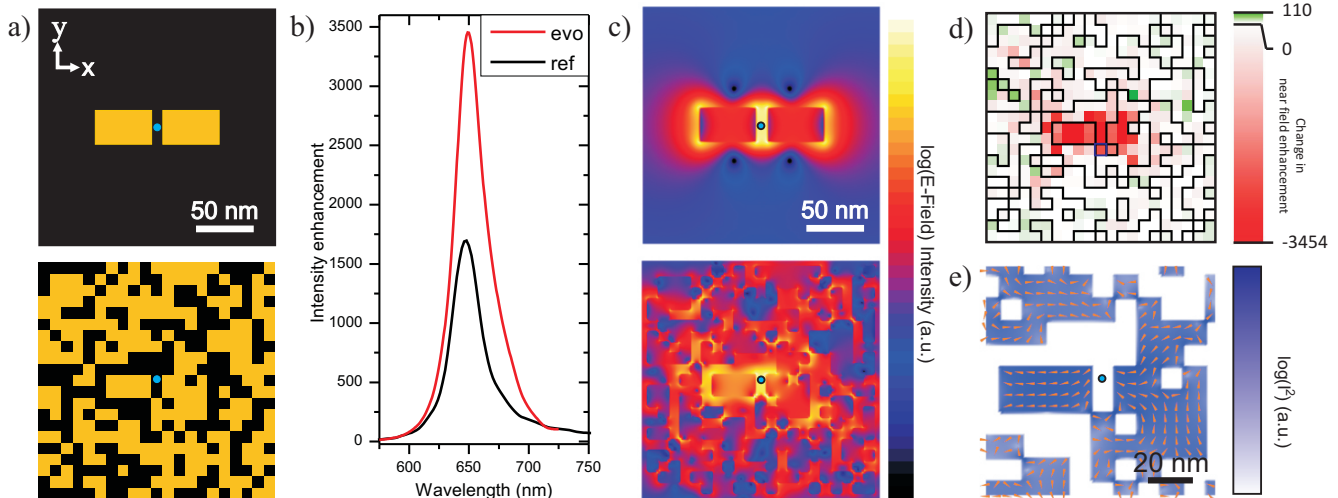 a)
y
x
50 nm
b)
Intensity enhancement
3500
3000
2500
2000
1500
1000
500
0
600
650
700
750
Wavelength (nm)
evo
ref
c)
50 nm
log(E-Field) Intensity (a.u.)
d)
110
0
-3454
Change in
near field enhancement
e)
20 nm
log(I²) (a.u.)